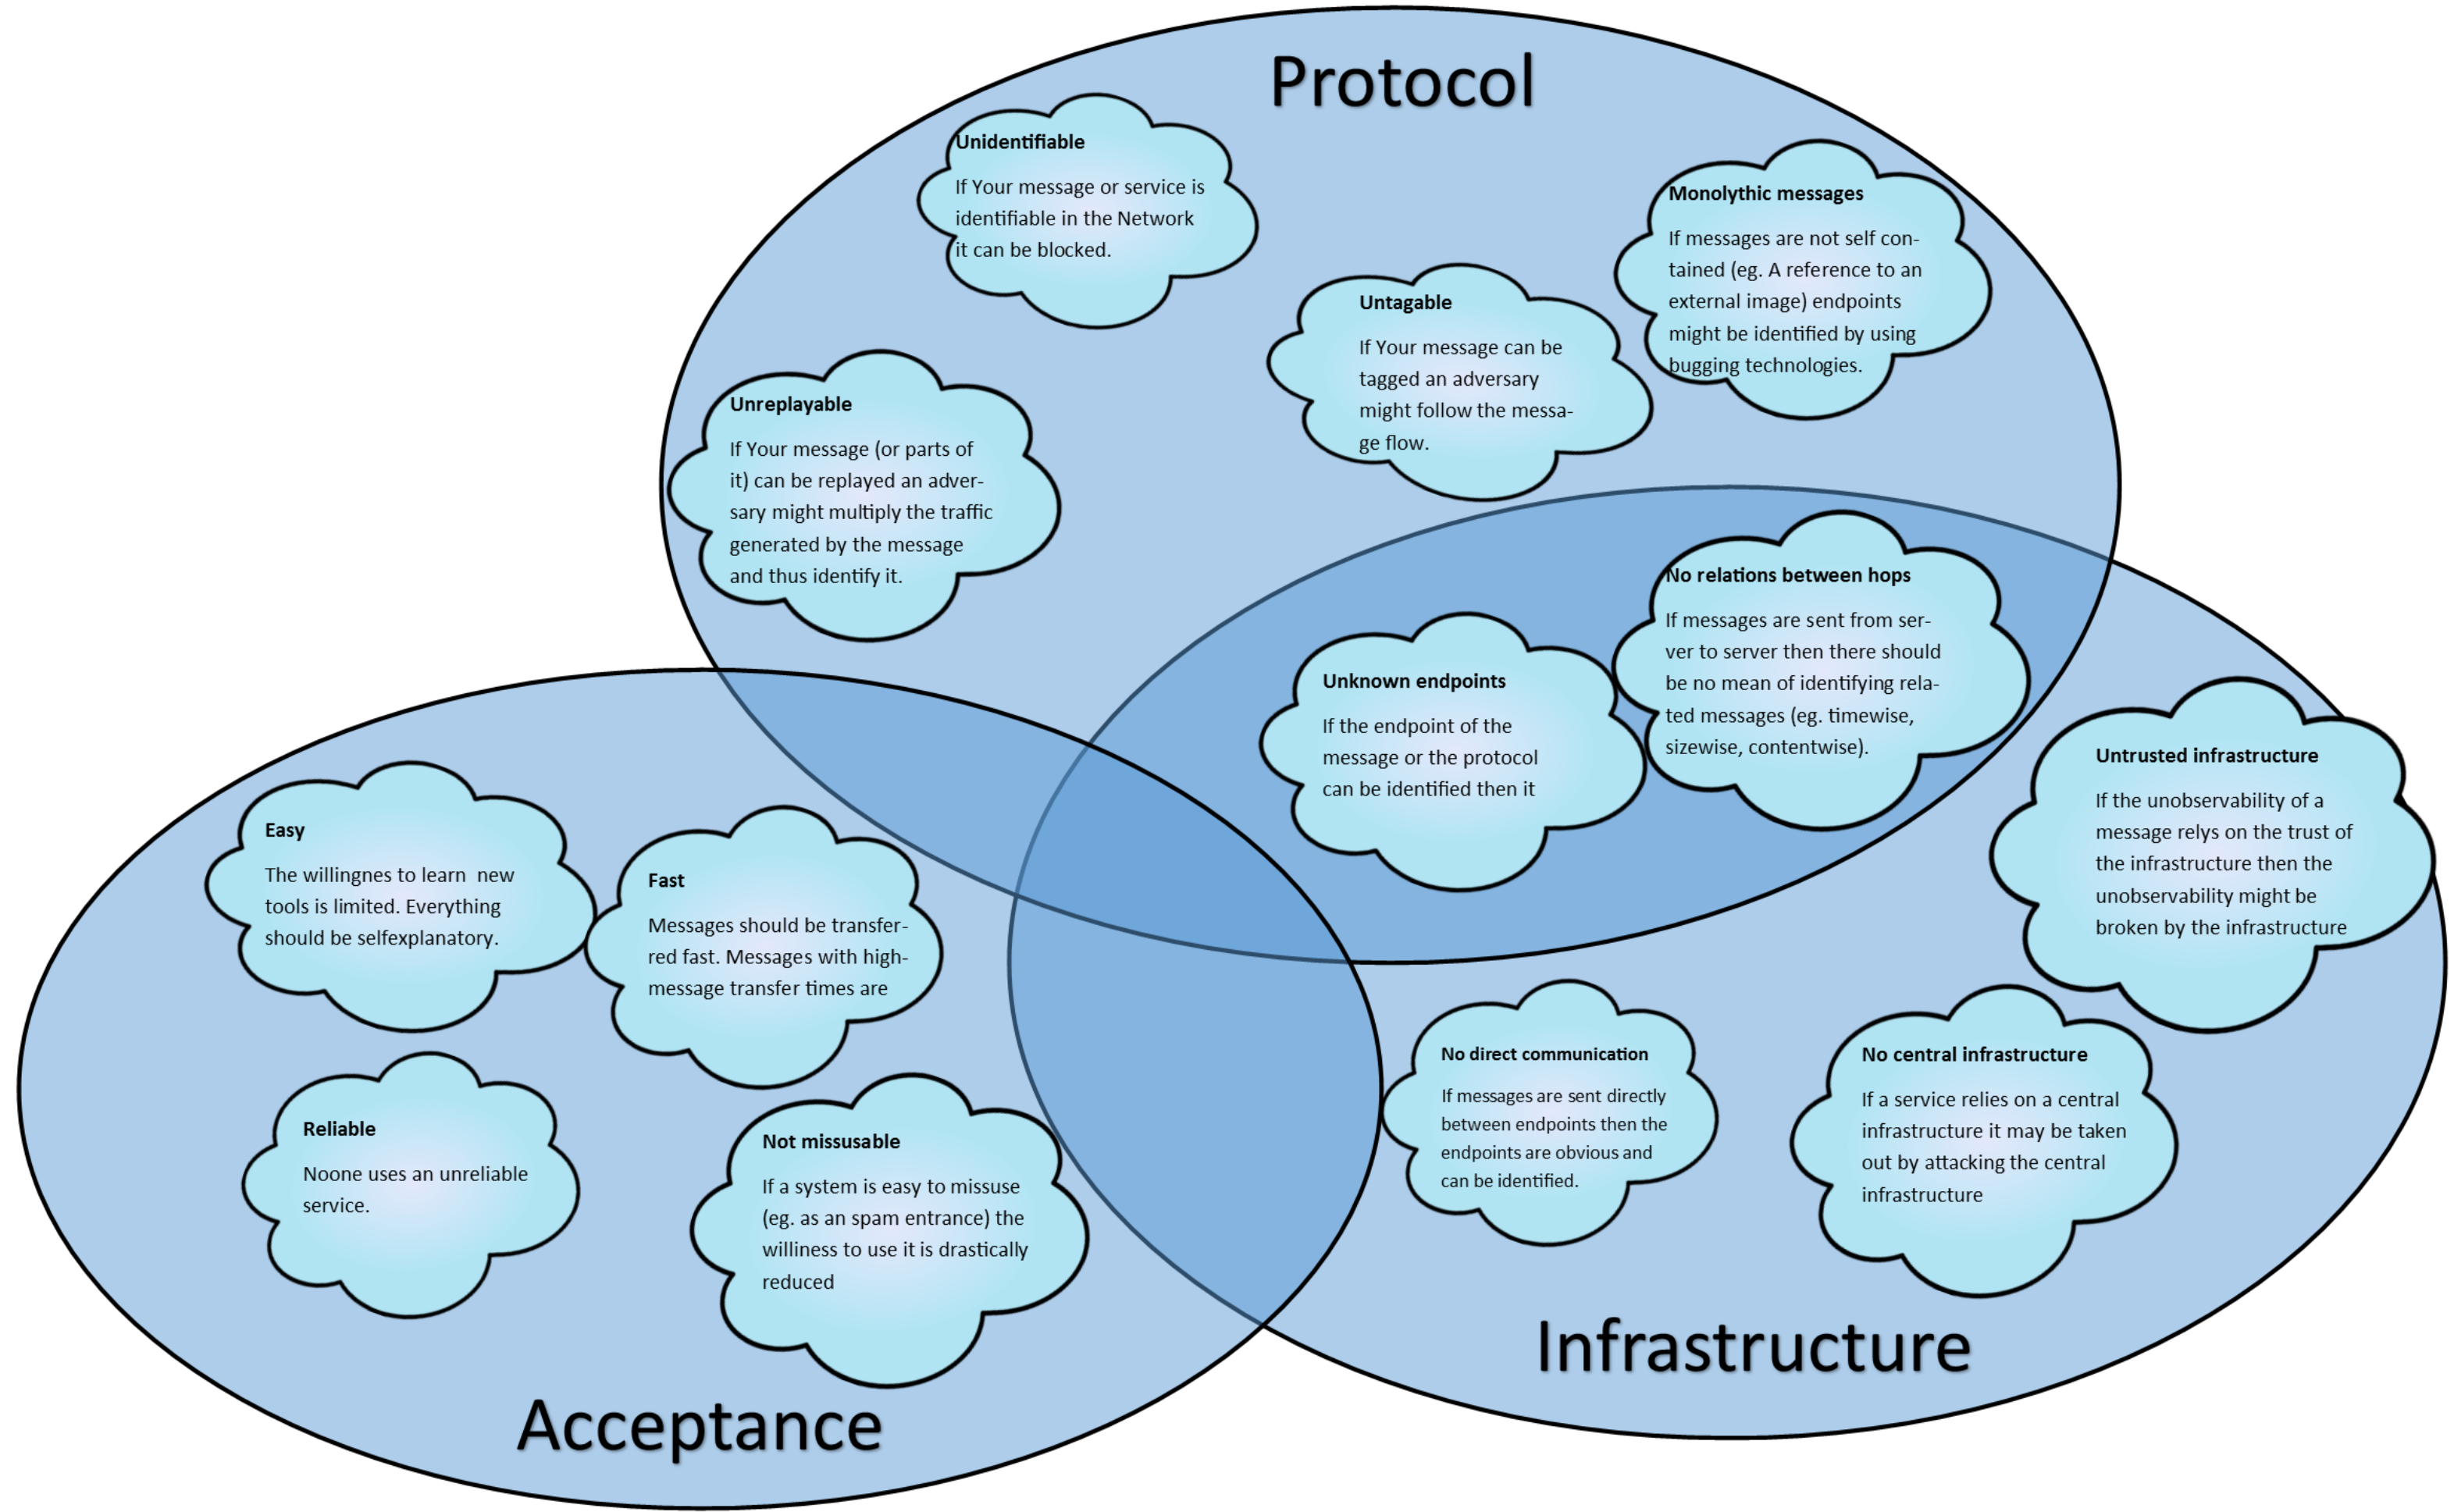 Protocol
Unidentifiable
If Your message or service is
identifiable in the Network
it can be blocked.
Monolythic messages
If messages are not self con-
tained (eg. A reference to an
external image) endpoints
might be identified by using
bugging technologies.
Untagable
If Your message can be
tagged an adversary
might follow the messa-
ge flow.
Unreplayable
If Your message (or parts of
it) can be replayed an adver-
sary might multiply the traffic
generated by the message
and thus identify it.
No relations between hops
If messages are sent from ser-
ver to server then there should
be no mean of identifying rela-
ted messages (eg. timewise,
sizewise, contentwise).
Unknown endpoints
If the endpoint of the
message or the protocol
can be identified then it
Untrusted infrastructure
If the unobservability of a
message relys on the trust of
the infrastructure then the
unobservability might be
broken by the infrastructure
Easy
The willingnes to learn  new
tools is limited. Everything
should be selfexplanatory.
Fast
Messages should be transfer-
red fast. Messages with high-
message transfer times are
Reliable
Noone uses an unreliable
service.
Not missusable
If a system is easy to missuse
(eg. as an spam entrance) the
williness to use it is drastically
reduced
No direct communication
If messages are sent directly
between endpoints then the
endpoints are obvious and
can be identified.
No central infrastructure
If a service relies on a central
infrastructure it may be taken
out by attacking the central
infrastructure
Infrastructure
Acceptance